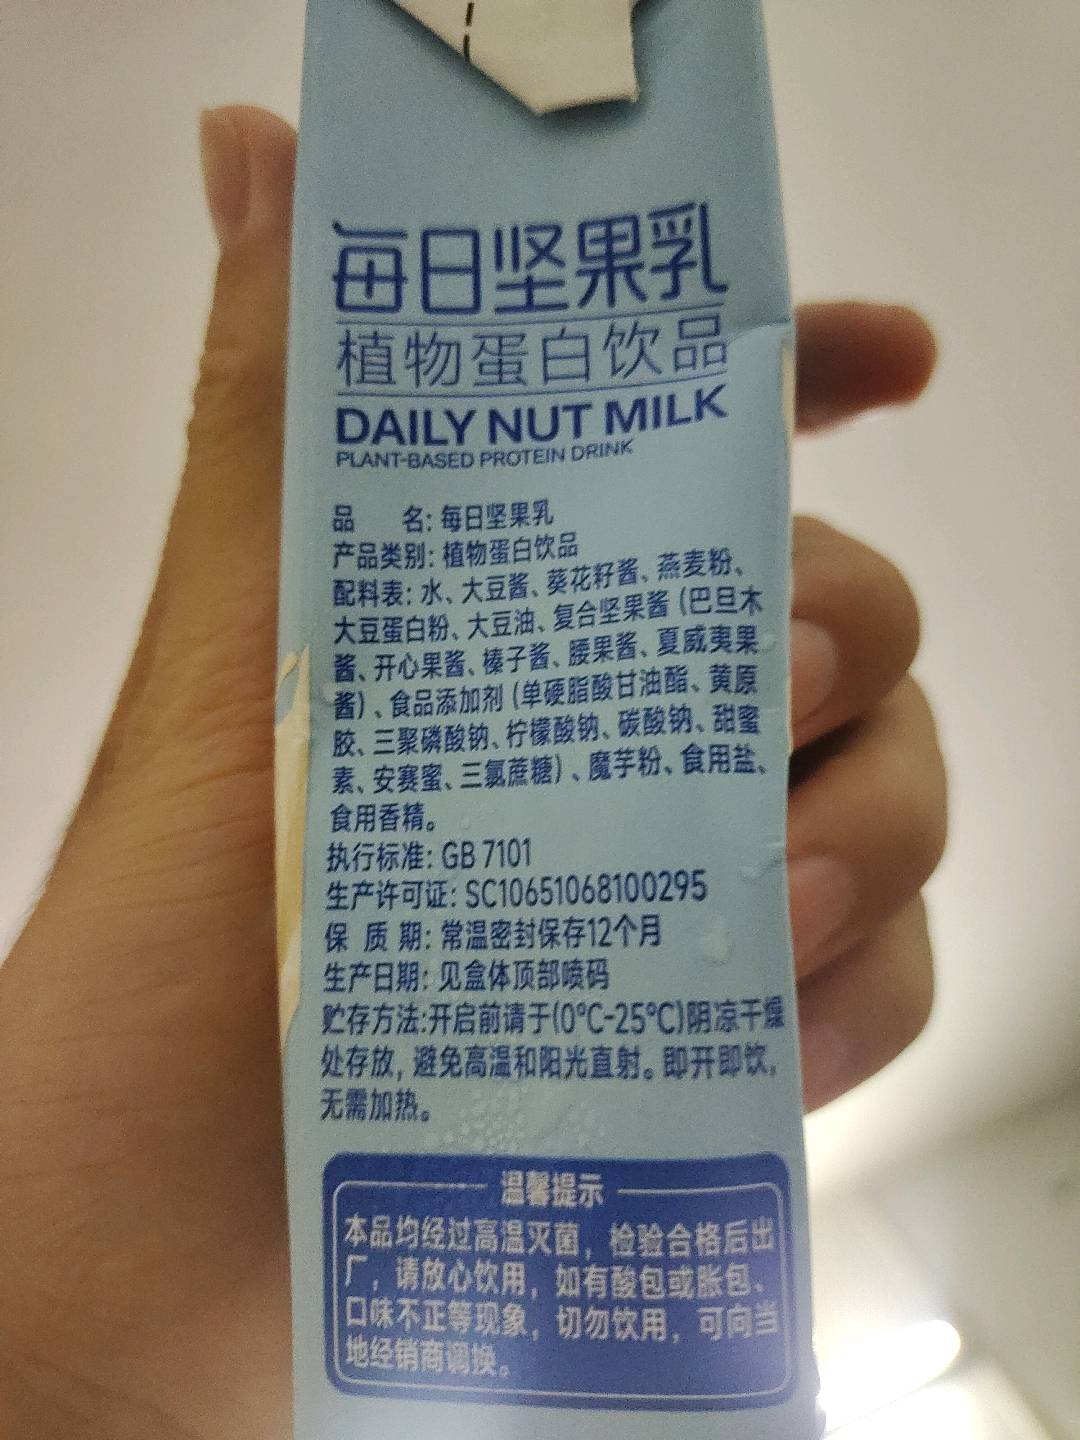 每日坚果乳
植物蛋白饮品
DAILY NUT MILK
PLANT-BASED PROTEIN DRINK
品 名: 每日坚果乳
产品类别: 植物蛋白饮品
配料表: 水、大豆酱、葵花籽酱、燕麦粉、
大豆蛋白粉、大豆油、复合坚果酱 (巴旦木
酱、开心果酱、榛子酱、腰果酱、夏威夷果
酱) 、食品添加剂 (单硬脂酸甘油酯、黄原
胶、三聚磷酸钠、柠檬酸钠、碳酸钠、甜蜜
素、安赛蜜、三氯蔗糖) 、魔芋粉、食用盐、
食用香精。
执行标准: GB 7101
生产许可证: SC10651068100295
保 质 期: 常温密封保存12个月
生产日期: 见盒体顶部喷码
贮存方法:开启前请于(0°C-25°C)阴凉干燥
处存放, 避免高温和阳光直射。即开即饮,
无需加热。
温馨提示
本品均经过高温灭菌, 检验合格后出
厂, 请放心饮用, 如有酸包或胀包、
口味不正等现象, 切勿饮用, 可向当
地经销商调换。